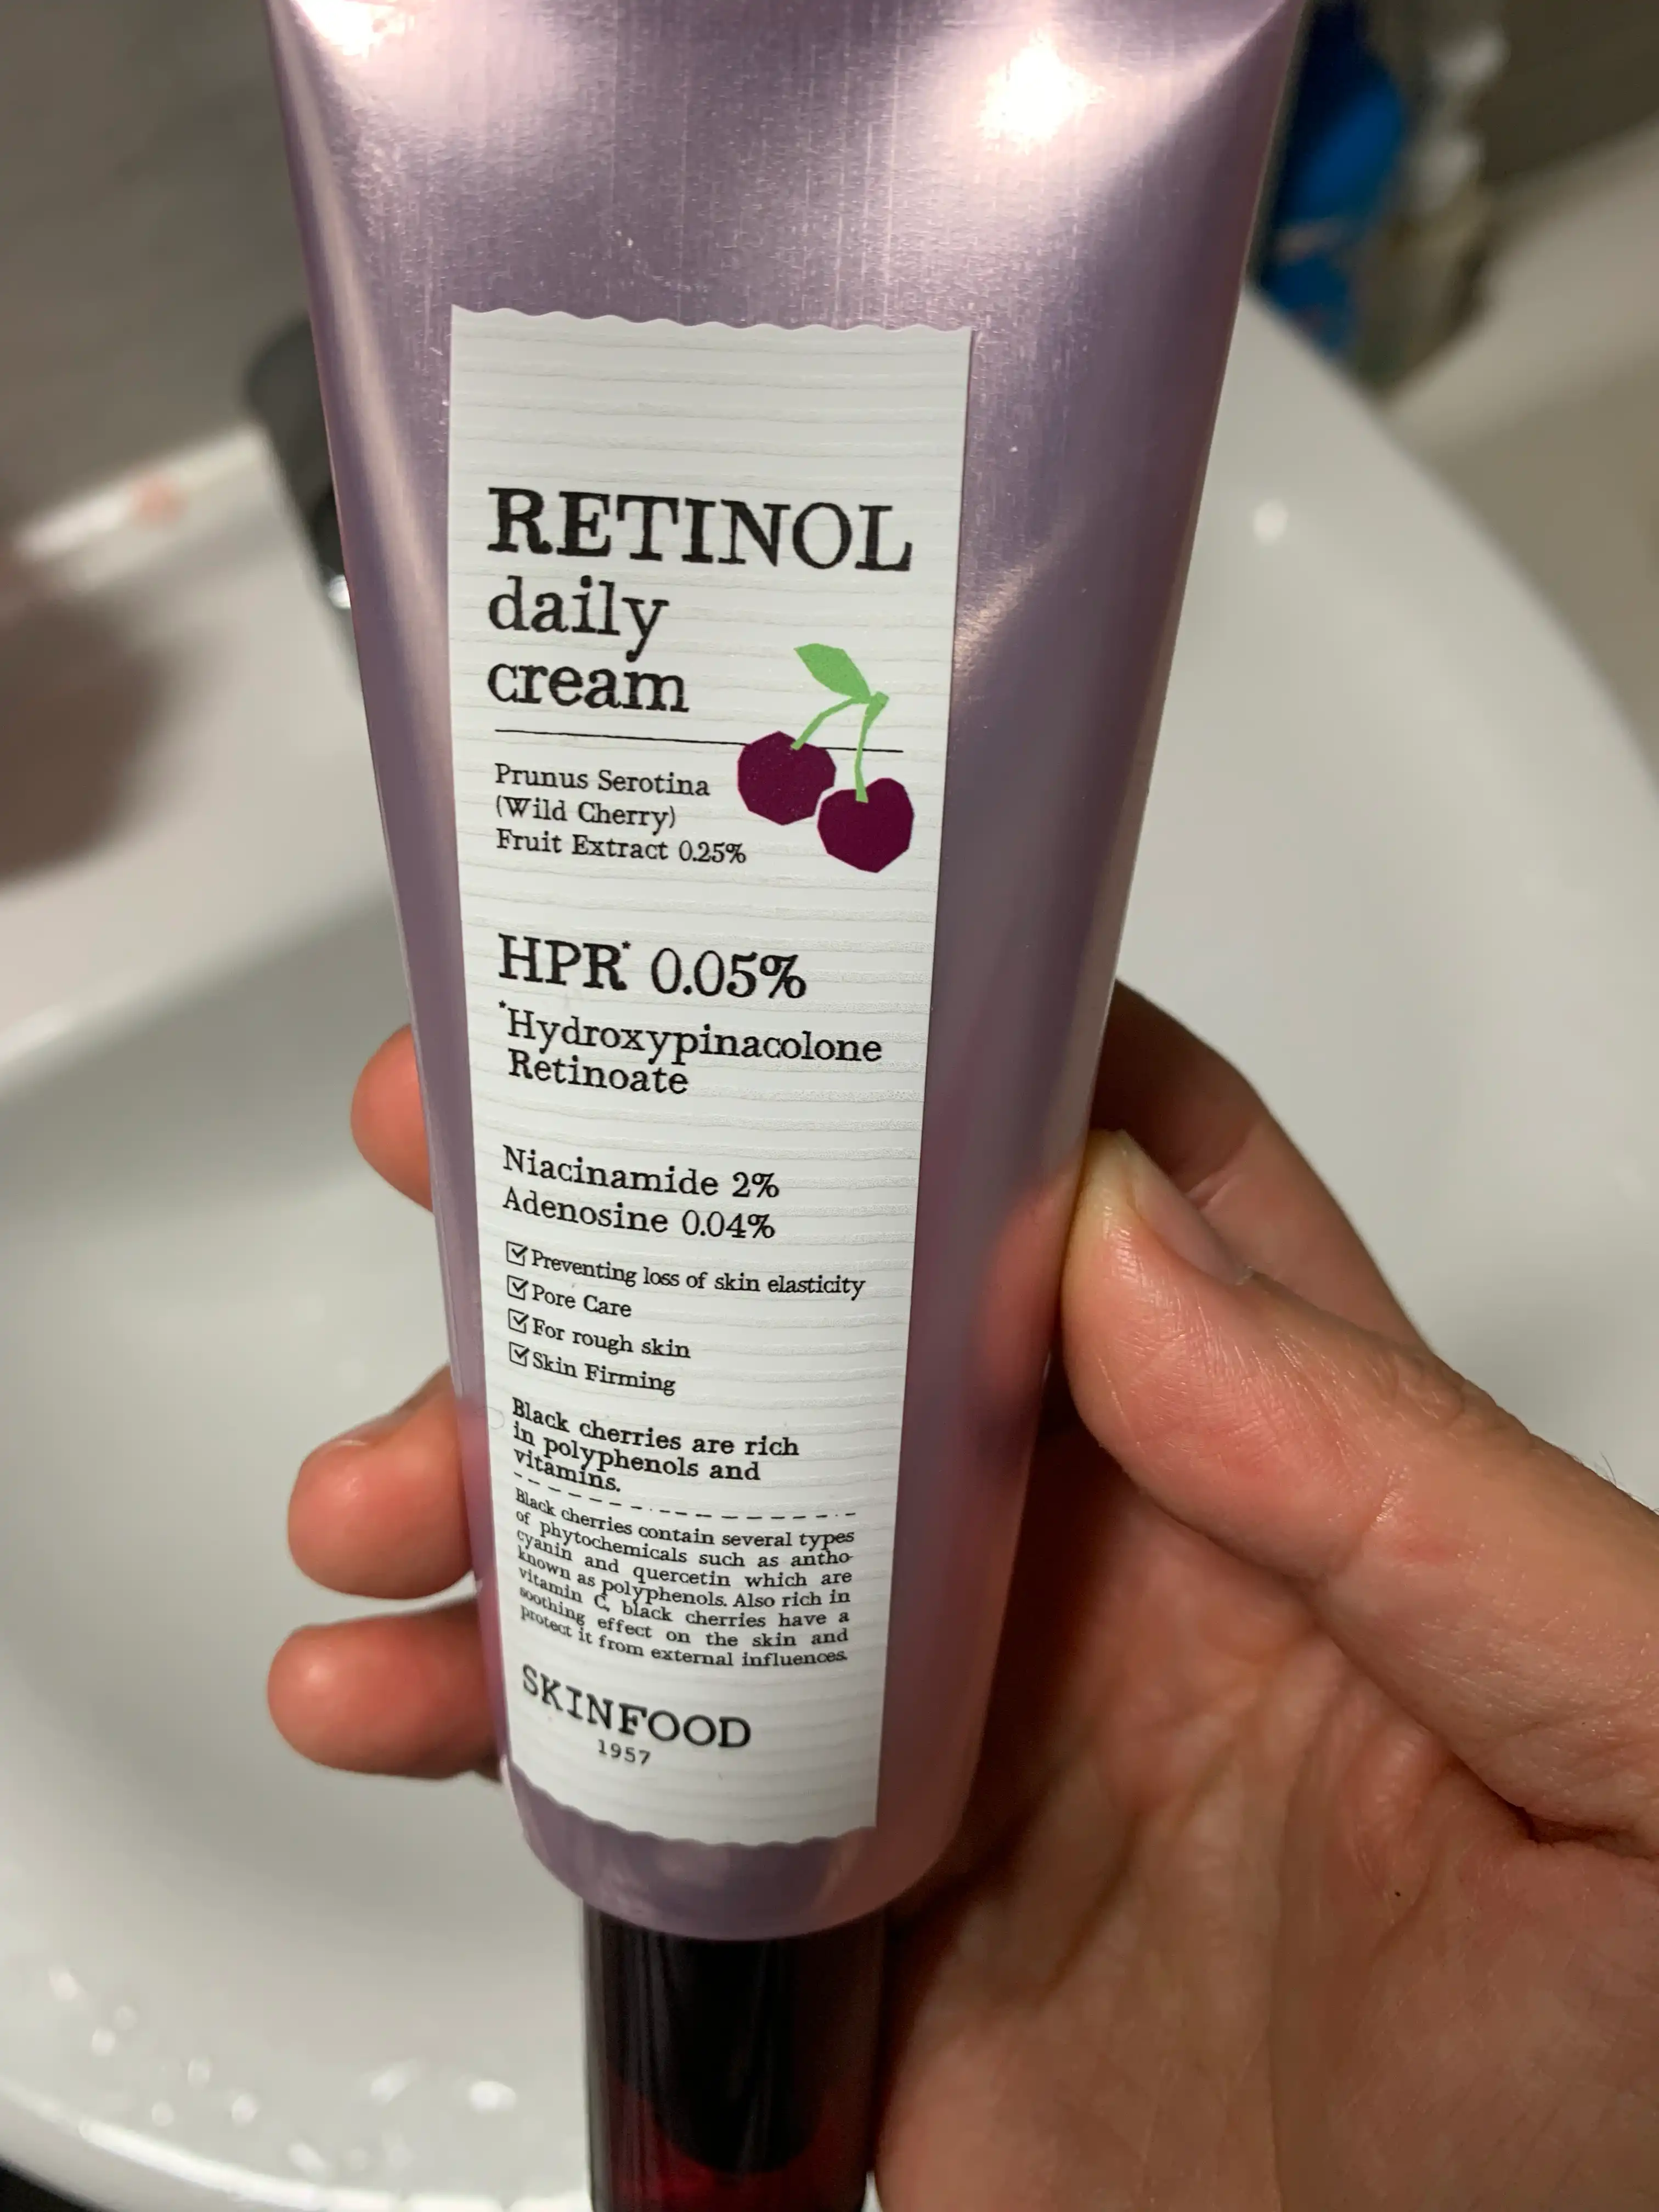 RETINOL
daily
cream
Prunus Serotina
(Wild Cherry)
Fruit Extract 0.25%
HPR* 0.05%
*Hydroxypinacolone
Retinoate
Niacinamide 2%
Adenosine 0.04%
☑ Preventing loss of skin elasticity
☑ Pore Care
☑ For rough skin
☑ Skin Firming
Black cherries are rich
in polyphenols and
vitamins.
Black cherries contain several types
of phytochemicals such as antho-
cyanin and quercetin which are
known as polyphenols. Also rich in
vitamin C, black cherries have a
soothing effect on the skin and
protect it from external influences.
SKINFOOD
1957